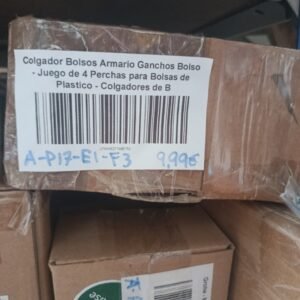 Colgador Bolsos Armario Ganchos Bolso
- Juego de 4 Perchas para Bolsas de
Plastico - Colgadores de B
A-P17-E1-F3 9,99€